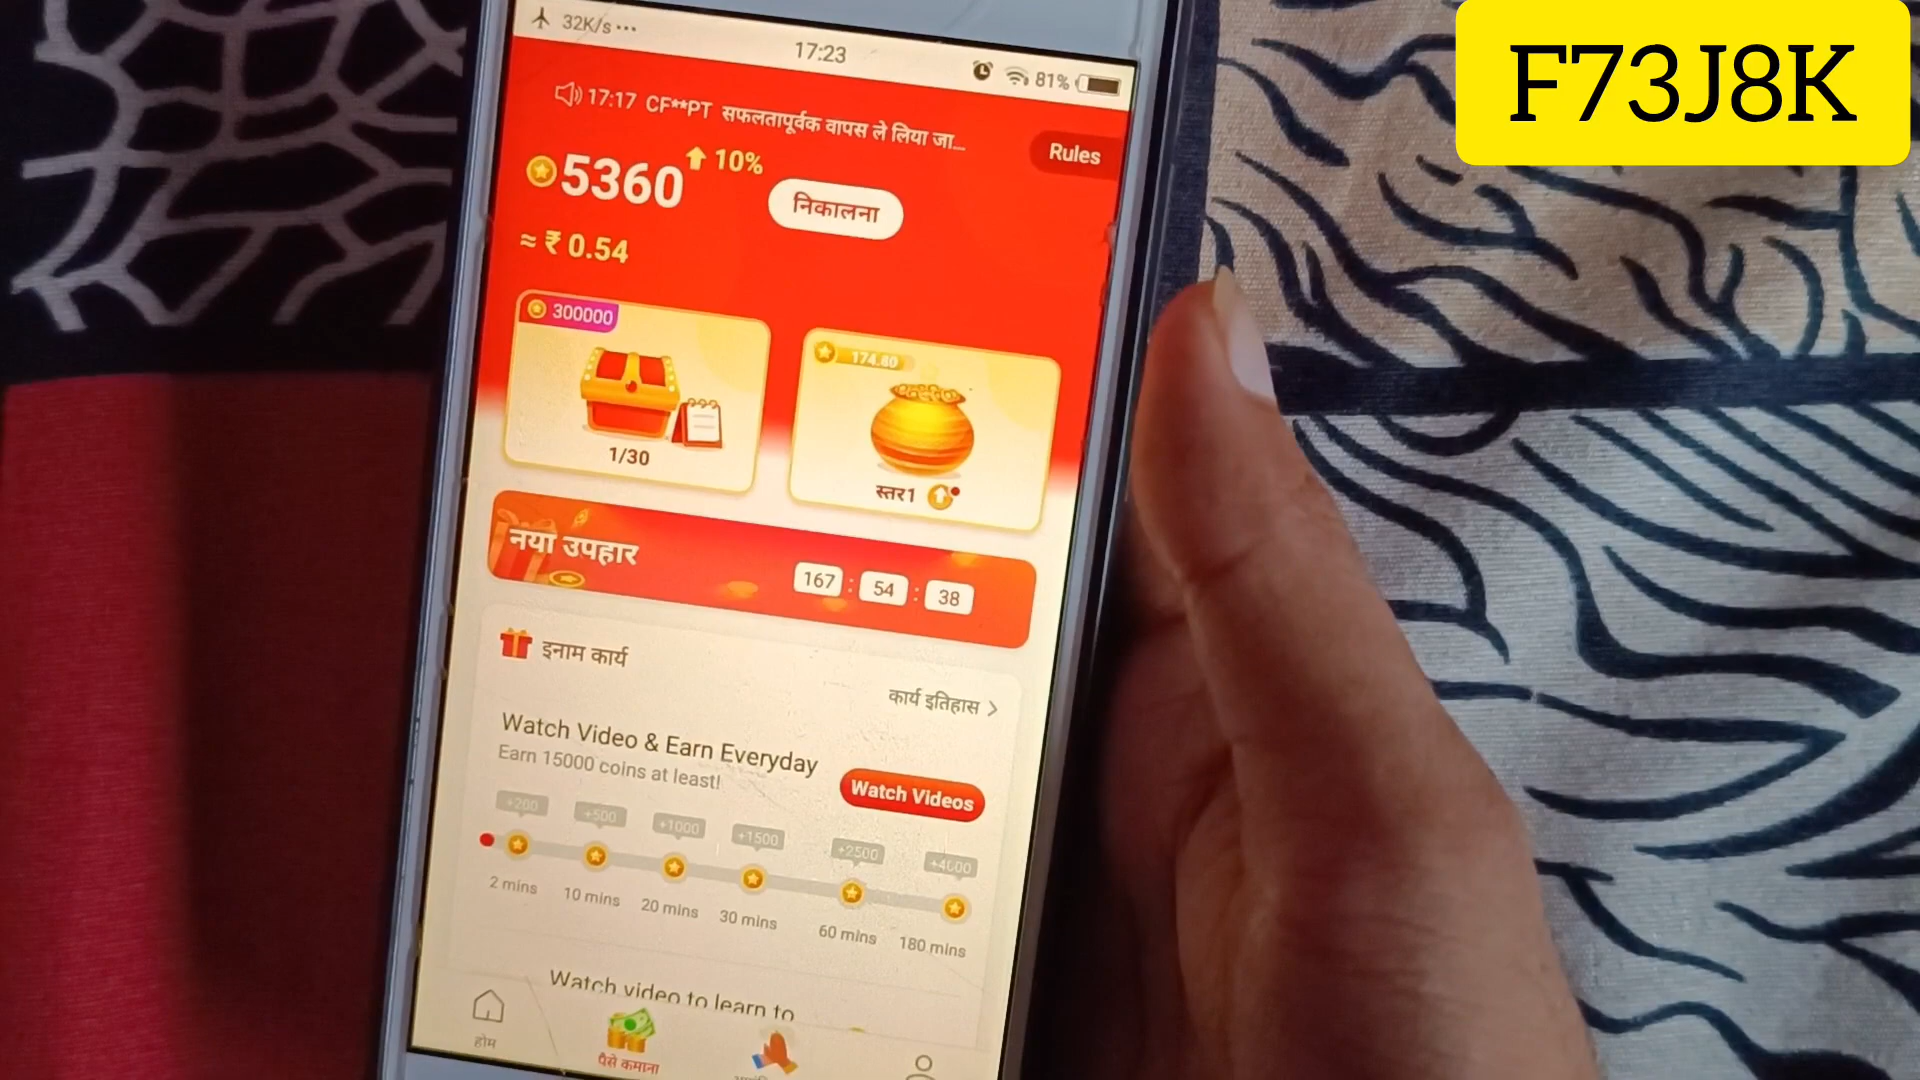 F73J8K
32K/s ...
17:23
81%
17:17 CF**PT सफलतापूर्वक वापस ले लिया जा...
Rules
5360
10%
निकालना
≈ ₹ 0.54
300000
174.80
1/30
स्तर1
नया उपहार
167 : 54 : 38
इनाम कार्य
कार्य इतिहास >
Watch Video & Earn Everyday
Earn 15000 coins at least!
Watch Videos
+200 +500 +1000 +1500 +2500 +4000
2 mins 10 mins 20 mins 30 mins 60 mins 180 mins
Watch video to learn to
होम
पैसे कमाना